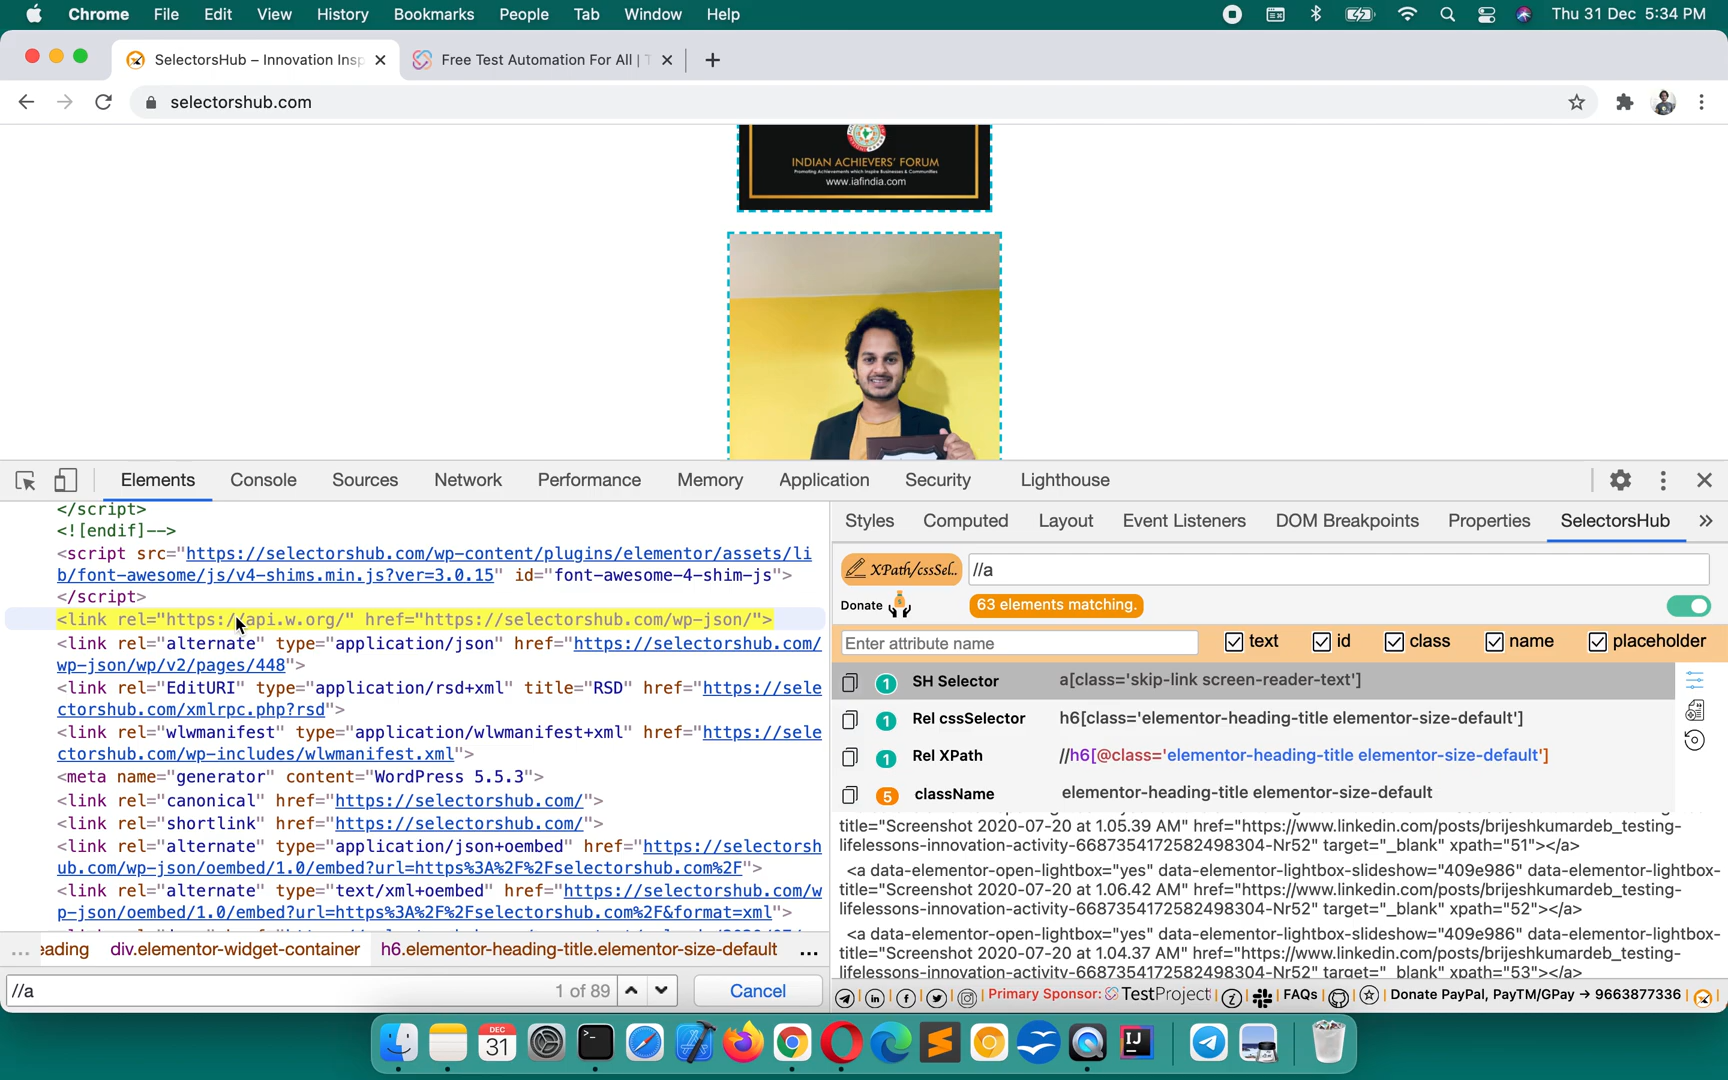 Chrome File Edit View History Bookmarks People Tab Window Help Thu 31 Dec 5:34 PM
SelectorsHub – Innovation Insp Free Test Automation For All | T
selectorshub.com
INDIAN ACHIEVERS' FORUM
Promoting Achievements which Inspire Businesses & Communities
www.iafindia.com
Elements Console Sources Network Performance Memory Application Security Lighthouse
</script>
<![endif]-->
<script src="https://selectorshub.com/wp-content/plugins/elementor/assets/li
b/font-awesome/js/v4-shims.min.js?ver=3.0.15" id="font-awesome-4-shim-js">
</script>
<link rel="https://api.w.org/" href="https://selectorshub.com/wp-json/">
<link rel="alternate" type="application/json" href="https://selectorshub.com/
wp-json/wp/v2/pages/448">
<link rel="EditURI" type="application/rsd+xml" title="RSD" href="https://sele
ctorshub.com/xmlrpc.php?rsd">
<link rel="wlwmanifest" type="application/wlwmanifest+xml" href="https://sele
ctorshub.com/wp-includes/wlwmanifest.xml">
<meta name="generator" content="WordPress 5.5.3">
<link rel="canonical" href="https://selectorshub.com/">
<link rel="shortlink" href="https://selectorshub.com/">
<link rel="alternate" type="application/json+oembed" href="https://selectorsh
ub.com/wp-json/oembed/1.0/embed?url=https%3A%2F%2Fselectorshub.com%2F">
<link rel="alternate" type="text/xml+oembed" href="https://selectorshub.com/w
p-json/oembed/1.0/embed?url=https%3A%2F%2Fselectorshub.com%2F&format=xml">
... eading div.elementor-widget-container h6.elementor-heading-title.elementor-size-default ...
//a 1 of 89 Cancel
Styles Computed Layout Event Listeners DOM Breakpoints Properties SelectorsHub »
XPath/cssSel.. //a
Donate 63 elements matching.
Enter attribute name text id class name placeholder
1 SH Selector a[class='skip-link screen-reader-text']
1 Rel cssSelector h6[class='elementor-heading-title elementor-size-default']
1 Rel XPath //h6[@class='elementor-heading-title elementor-size-default']
5 className elementor-heading-title elementor-size-default
title="Screenshot 2020-07-20 at 1.05.39 AM" href="https://www.linkedin.com/posts/brijeshkumardeb_testing-
lifelessons-innovation-activity-6687354172582498304-Nr52" target="_blank" xpath="51"></a>
<a data-elementor-open-lightbox="yes" data-elementor-lightbox-slideshow="409e986" data-elementor-lightbox-
title="Screenshot 2020-07-20 at 1.06.42 AM" href="https://www.linkedin.com/posts/brijeshkumardeb_testing-
lifelessons-innovation-activity-6687354172582498304-Nr52" target="_blank" xpath="52"></a>
<a data-elementor-open-lightbox="yes" data-elementor-lightbox-slideshow="409e986" data-elementor-lightbox-
title="Screenshot 2020-07-20 at 1.04.37 AM" href="https://www.linkedin.com/posts/brijeshkumardeb_testing-
lifelessons-innovation-activity-6687354172582498304-Nr52" target="_blank" xpath="53"></a>
Primary Sponsor: TestProject | FAQs | Donate PayPal, PayTM/GPay → 9663877336
DEC
31
IJ